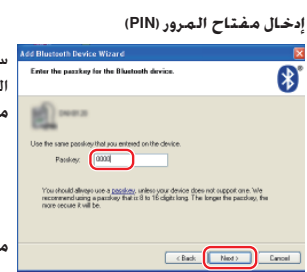 إدخال مفتاح المرور (PIN)
Add Bluetooth Device Wizard
Enter the passkey for the Bluetooth device.
Use the same passkey that you entered on the device.
Passkey: 0000
You should always use a passkey, unless your device does not support one. We
recommend using a passkey that is 8 to 16 digits long. The longer the passkey, the
more secure it will be.
< Back Next > Cancel